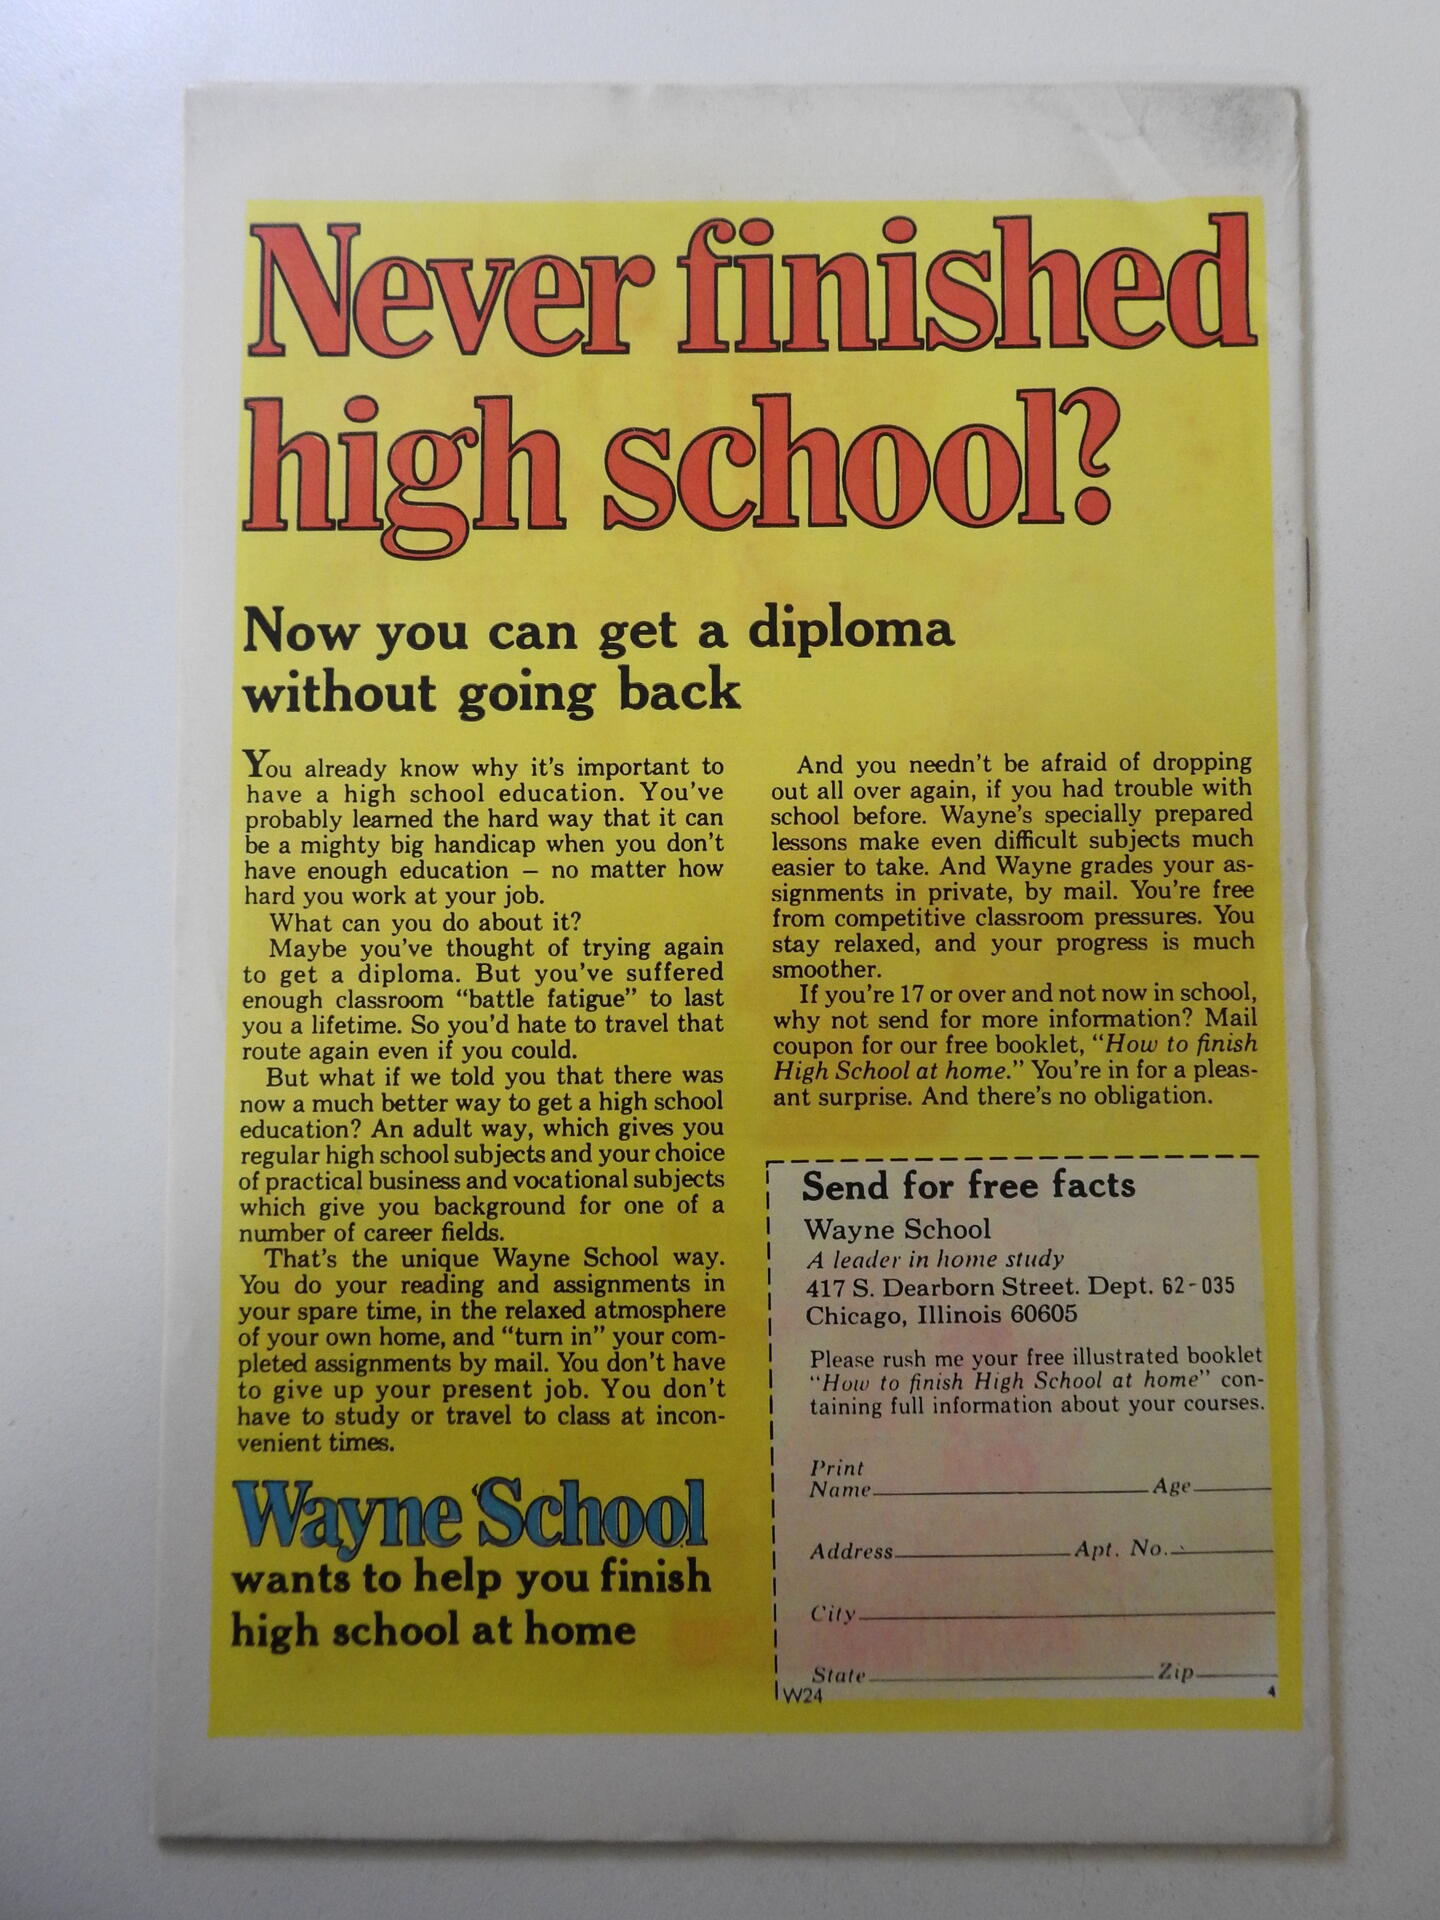 Never finished
high school?
Now you can get a diploma
without going back
You already know why it's important to
have a high school education. You've
probably learned the hard way that it can
be a mighty big handicap when you don't
have enough education — no matter how
hard you work at your job.
What can you do about it?
Maybe you've thought of trying again
to get a diploma. But you've suffered
enough classroom "battle fatigue" to last
you a lifetime. So you'd hate to travel that
route again even if you could.
But what if we told you that there was
now a much better way to get a high school
education? An adult way, which gives you
regular high school subjects and your choice
of practical business and vocational subjects
which give you background for one of a
number of career fields.
That's the unique Wayne School way.
You do your reading and assignments in
your spare time, in the relaxed atmosphere
of your own home, and "turn in" your com-
pleted assignments by mail. You don't have
to give up your present job. You don't
have to study or travel to class at incon-
venient times.
Wayne School
wants to help you finish
high school at home
And you needn't be afraid of dropping
out all over again, if you had trouble with
school before. Wayne's specially prepared
lessons make even difficult subjects much
easier to take. And Wayne grades your as-
signments in private, by mail. You're free
from competitive classroom pressures. You
stay relaxed, and your progress is much
smoother.
If you're 17 or over and not now in school,
why not send for more information? Mail
coupon for our free booklet, "How to finish
High School at home." You're in for a pleas-
ant surprise. And there's no obligation.
Send for free facts
Wayne School
A leader in home study
417 S. Dearborn Street. Dept. 62-035
Chicago, Illinois 60605
Please rush me your free illustrated booklet
"How to finish High School at home" con-
taining full information about your courses.
Print
Name Age
Address Apt. No.
City
State Zip
W24 4